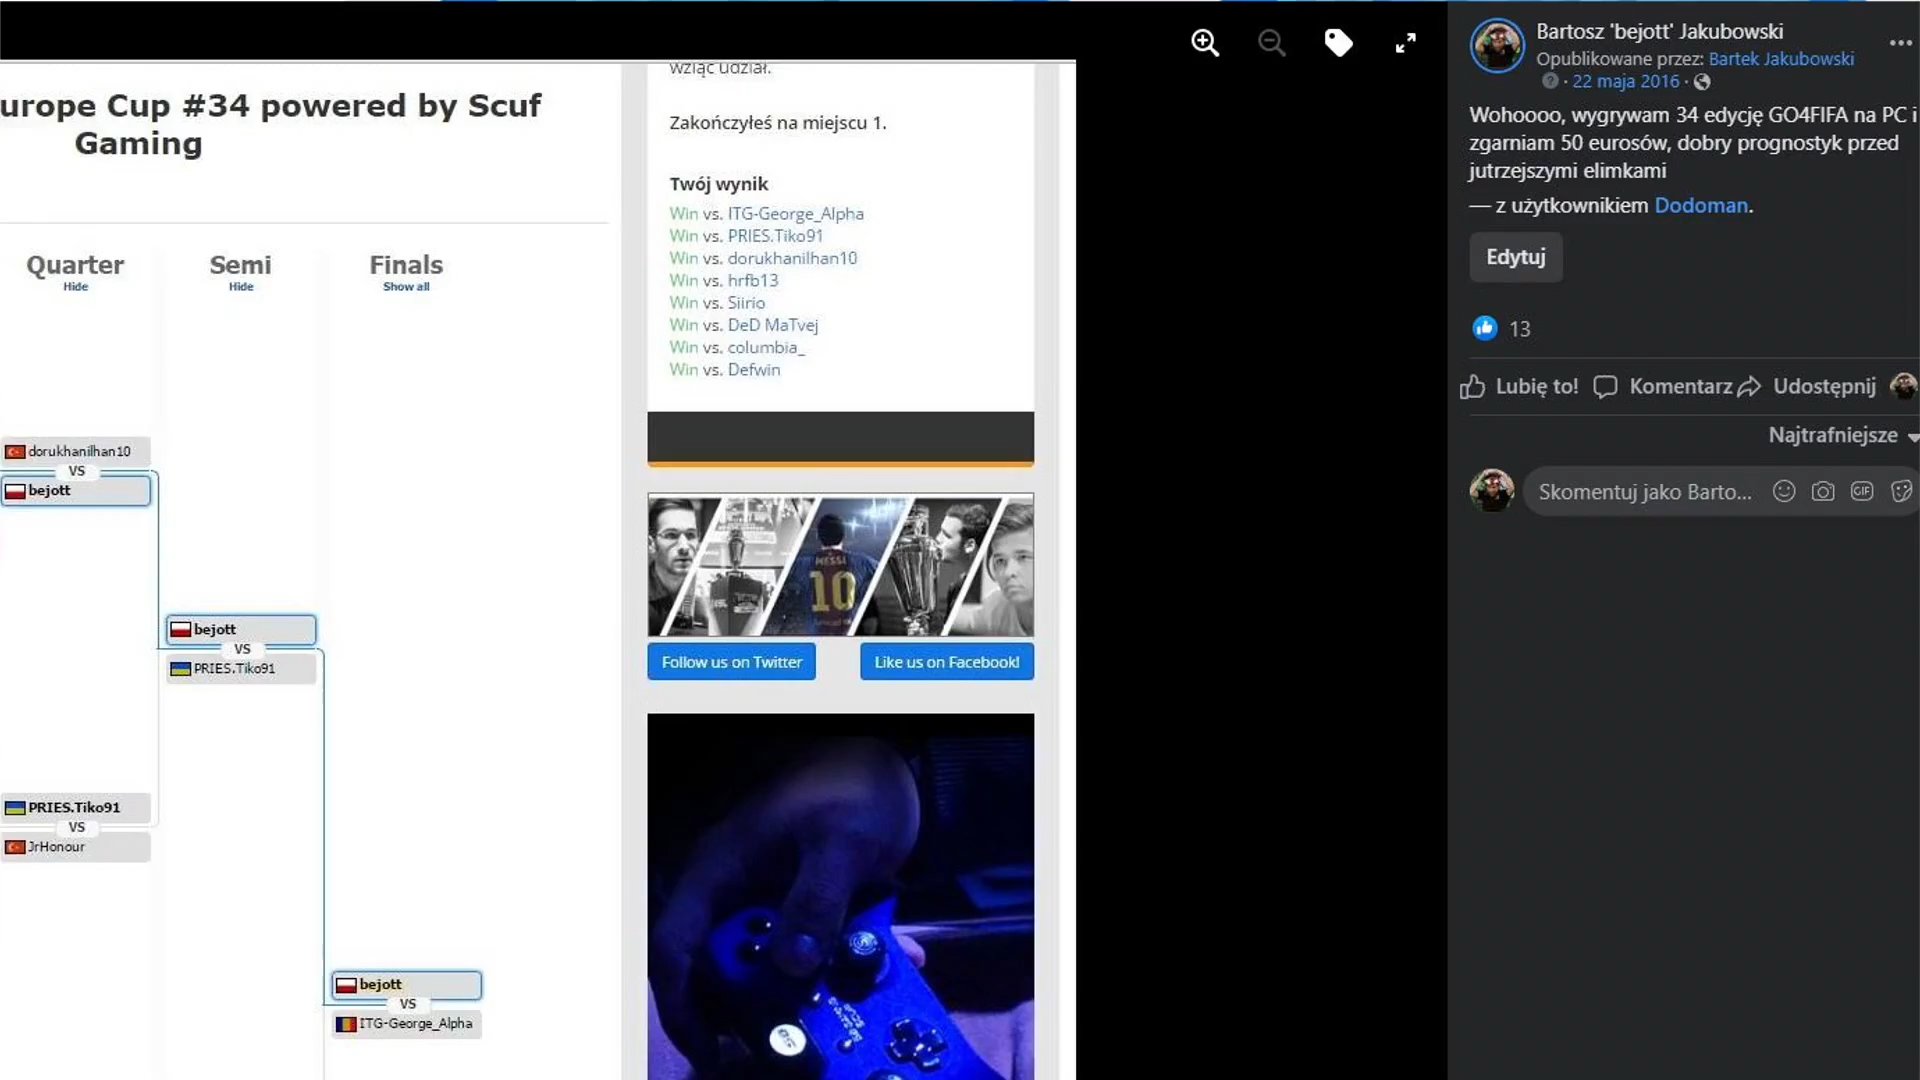 urope Cup #34 powered by Scuf
Gaming
Quarter
Hide
Semi
Hide
Finals
Show all
dorukhanilhan10
VS
bejott
bejott
VS
PRIES.Tiko91
PRIES.Tiko91
VS
JrHonour
bejott
VS
ITG-George_Alpha
wziąć udział.
Zakończyłeś na miejscu 1.
Twój wynik
Win vs. ITG-George_Alpha
Win vs. PRIES.Tiko91
Win vs. dorukhanilhan10
Win vs. hrfb13
Win vs. Siirio
Win vs. DeD MaTvej
Win vs. columbia_
Win vs. Defwin
MESSI
10
Follow us on Twitter
Like us on Facebook!
Bartosz 'bejott' Jakubowski
Opublikowane przez: Bartek Jakubowski
? · 22 maja 2016 ·
Wohoooo, wygrywam 34 edycję GO4FIFA na PC i
zgarniam 50 eurosów, dobry prognostyk przed
jutrzejszymi elimkami
— z użytkownikiem Dodoman.
Edytuj
13
Lubię to! Komentarz Udostępnij
Najtrafniejsze
Skomentuj jako Barto...
GIF